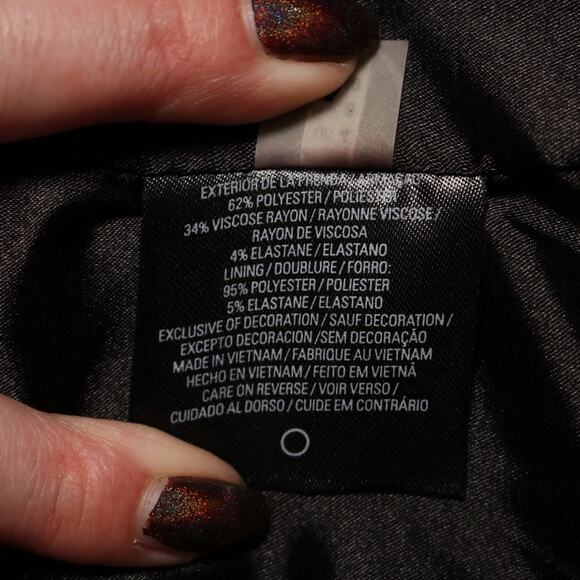 EXTERIOR DE LA PRENDA
62% POLYESTER / POLIESTER
34% VISCOSE RAYON / RAYONNE VISCOSE /
RAYON DE VISCOSA
4% ELASTANE / ELASTANO
LINING / DOUBLURE / FORRO:
95% POLYESTER / POLIESTER
5% ELASTANE / ELASTANO
EXCLUSIVE OF DECORATION / SAUF DECORATION /
EXCEPTO DECORACION / SEM DECORAÇÃO
MADE IN VIETNAM / FABRIQUE AU VIETNAM
HECHO EN VIETNAM / FEITO EM VIETNÃ
CARE ON REVERSE / VOIR VERSO /
CUIDADO AL DORSO / CUIDE EM CONTRÁRIO